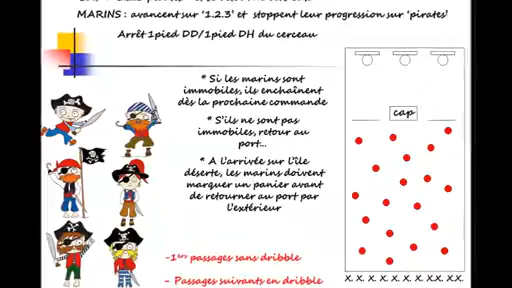 MARINS : avancent sur '1.2.3' et stoppent leur progression sur 'pirates'
Arrêt 1pied DD/1pied DH du cerceau
* Si les marins sont
immobiles, ils enchaînent
dès la prochaine commande
* S'ils ne sont pas
immobiles, retour au
port...
* A l'arrivée sur l'île
déserte, les marins doivent
marquer un panier avant
de retourner au port par
l'extérieur
-1ers passages sans dribble
- Passages suivants en dribble
cap
X. X. X. X. X. X. X. X.X. X.